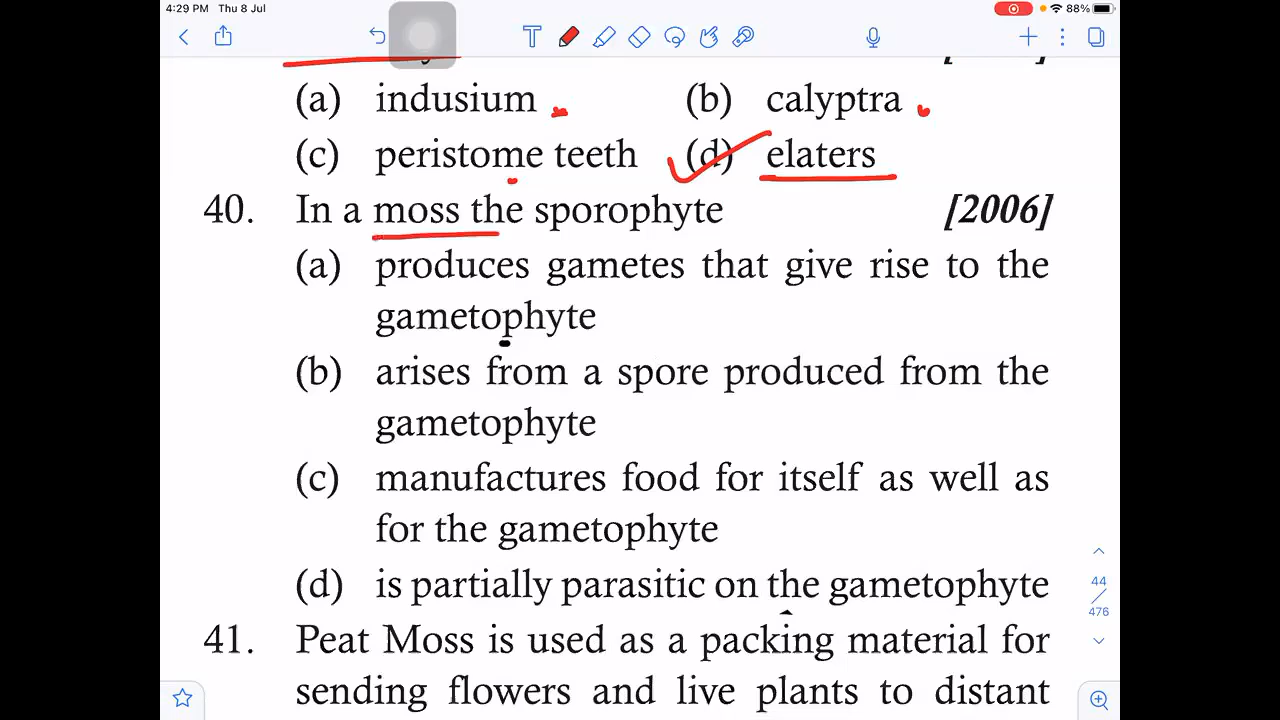 4:29 PM Thu 8 Jul
88%
(a) indusium (b) calyptra
(c) peristome teeth (d) elaters
40. In a moss the sporophyte [2006]
(a) produces gametes that give rise to the
gametophyte
(b) arises from a spore produced from the
gametophyte
(c) manufactures food for itself as well as
for the gametophyte
(d) is partially parasitic on the gametophyte
44
476
41. Peat Moss is used as a packing material for
sending flowers and live plants to distant